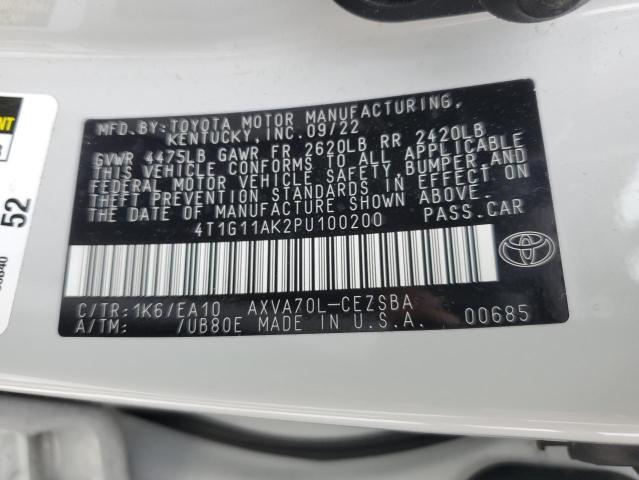 MFD. BY: TOYOTA MOTOR MANUFACTURING,
KENTUCKY, INC. 09/22
GVWR 4475LB GAWR FR 2620LB RR 2420LB
THIS VEHICLE CONFORMS TO ALL APPLICABLE
FEDERAL MOTOR VEHICLE SAFETY, BUMPER, AND
THEFT PREVENTION STANDARDS IN EFFECT ON
THE DATE OF MANUFACTURE SHOWN ABOVE.
4T1G11AK2PU100200 PASS.CAR
C/TR: 1K6/EA10 AXVA70L-CEZSBA
A/TM: /UB80E MADE IN U.S.A. 00685
52